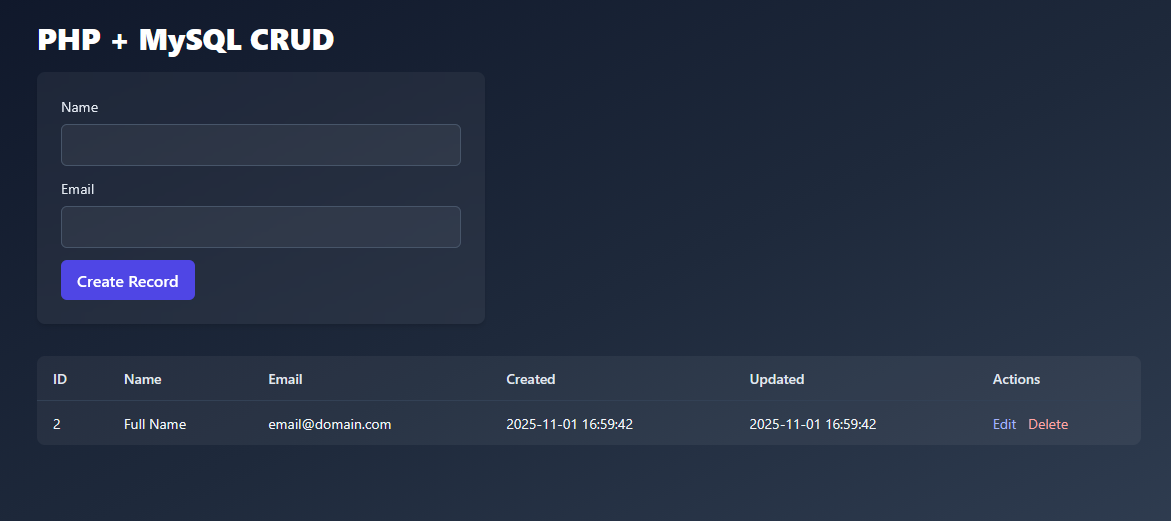 PHP + MySQL CRUD
Name
Email
Create Record
ID Name Email Created Updated Actions
2 Full Name email@domain.com 2025-11-01 16:59:42 2025-11-01 16:59:42 Edit Delete